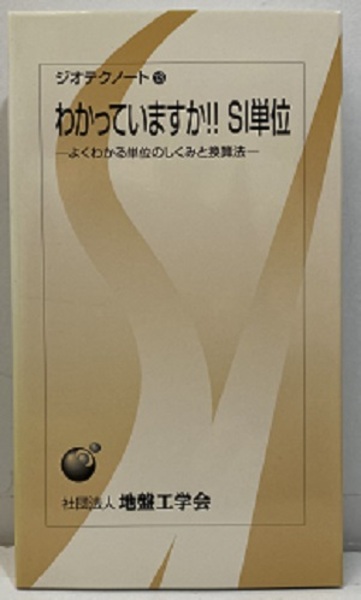 ジオテクノート⑬
わかっていますか!! SI単位
―よくわかる単位のしくみと換算法―
社団法人 地盤工学会